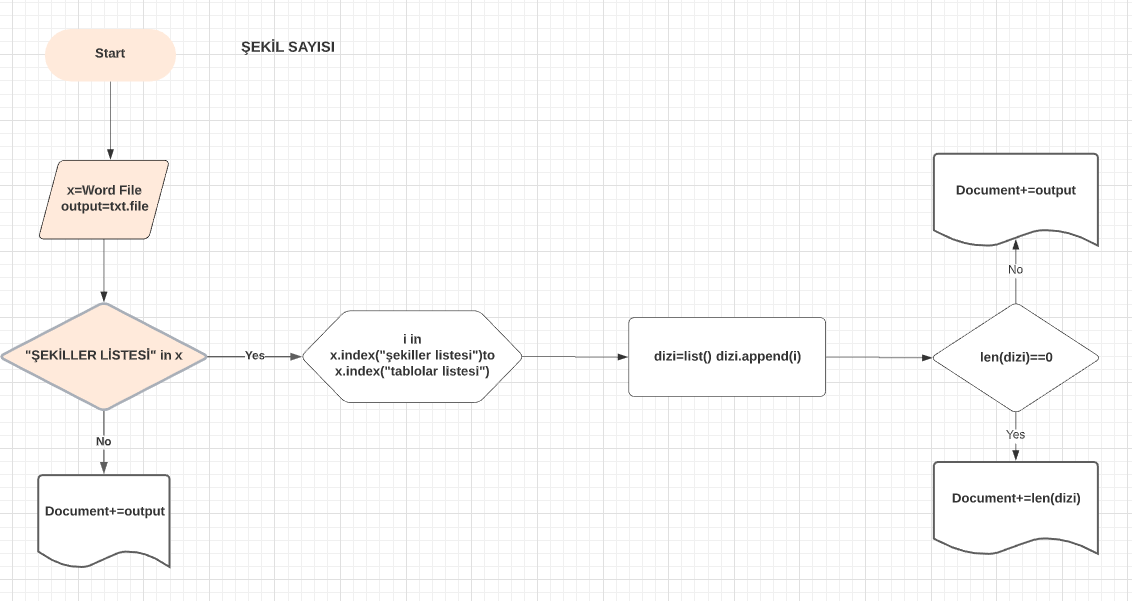 Start
ŞEKİL SAYISI
x=Word File
output=txt.file
"ŞEKİLLER LİSTESİ" in x
Yes
i in
x.index("şekiller listesi")to
x.index("tablolar listesi")
dizi=list() dizi.append(i)
len(dizi)==0
No
Document+=output
Yes
Document+=len(dizi)
No
Document+=output